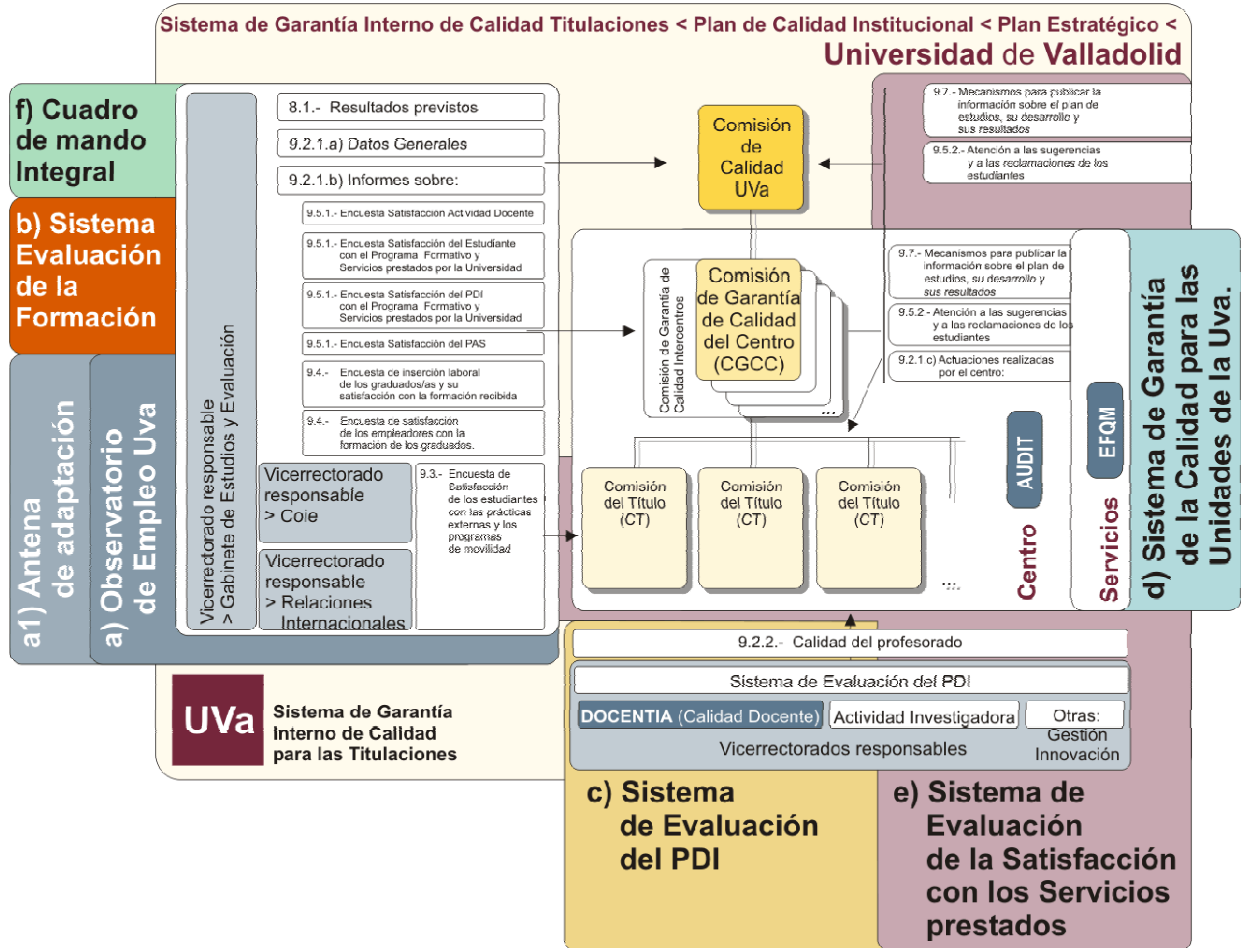 Sistema de Garantía Interno de Calidad Titulaciones < Plan de Calidad Institucional < Plan Estratégico <
Universidad de Valladolid
f) Cuadro
de mando
Integral
b) Sistema
Evaluación
de la
Formación
a1) Antena
de adaptación
a) Observatorio
de Empleo Uva
Vicerrectorado responsable
> Gabinete de Estudios y Evaluación
8.1.- Resultados previstos
9.2.1.a) Datos Generales
9.2.1.b) Informes sobre:
9.5.1.- Encuesta Satisfacción Actividad Docente
9.5.1.- Encuesta Satisfacción del Estudiante
con el Programa Formativo y
Servicios prestados por la Universidad
9.5.1.- Encuesta Satisfacción del PDI
con el Programa Formativo y
Servicios prestados por la Universidad
9.5.1.- Encuesta Satisfacción del PAS
9.4.- Encuesta de inserción laboral
de los graduados/as y su
satisfacción con la formación recibida
9.4.- Encuesta de satisfacción
de los empleadores con la
formación de los graduados.
Vicerrectorado
responsable
> Coie
Vicerrectorado
responsable
> Relaciones
Internacionales
9.3.- Encuesta de
Satisfacción
de los estudiantes
con las prácticas
externas y los
programas
de movilidad
Comisión
de
Calidad
UVa
9.7.- Mecanismos para publicar la
información sobre el plan de
estudios, su desarrollo y
sus resultados
9.5.2.- Atención a las sugerencias
y a las reclamaciones de los
estudiantes
Comisión de Garantía de
Calidad Intercentros
Comisión
de Garantía
de Calidad
del Centro
(CGCC)
...
9.7.- Mecanismos para publicar la
información sobre el plan de
estudios, su desarrollo y
sus resultados
9.5.2.- Atención a las sugerencias
y a las reclamaciones de los
estudiantes
9.2.1 c) Actuaciones realizacas
por el centro:
Comisión
del Título
(CT)
Comisión
del Título
(CT)
Comisión
del Título
(CT)
....
Centro
AUDIT
Servicios
EFQM
d) Sistema de Garantía
de la Calidad para las
Unidades de la Uva.
9.2.2.- Calidad del profesorado
Sistema de Evaluación del PDI
DOCENTIA (Calidad Docente)
Actividad Investigadora
Otras:
Gestión
Innovación
Vicerrectorados responsables
UVa
Sistema de Garantía
Interno de Calidad
para las Titulaciones
c) Sistema
de Evaluación
del PDI
e) Sistema de
Evaluación
de la Satisfacción
con los Servicios
prestados